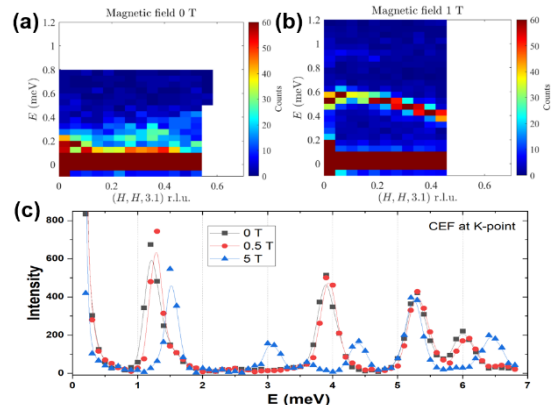 (a) Magnetic field 0 T
1.2
1
0.8
0.6
0.4
0.2
0
E (meV)
0 0.2 0.4 0.6
(H, H, 3.1) r.l.u.
60
50
40
30
20
10
0
Counts
(b) Magnetic field 1 T
1.2
1
0.8
0.6
0.4
0.2
0
E (meV)
0 0.2 0.4 0.6
(H, H, 3.1) r.l.u.
60
50
40
30
20
10
0
Counts
(c)
CEF at K-point
0 T
0.5 T
5 T
800
600
400
200
0
Intensity
1 2 3 4 5 6 7
E (meV)